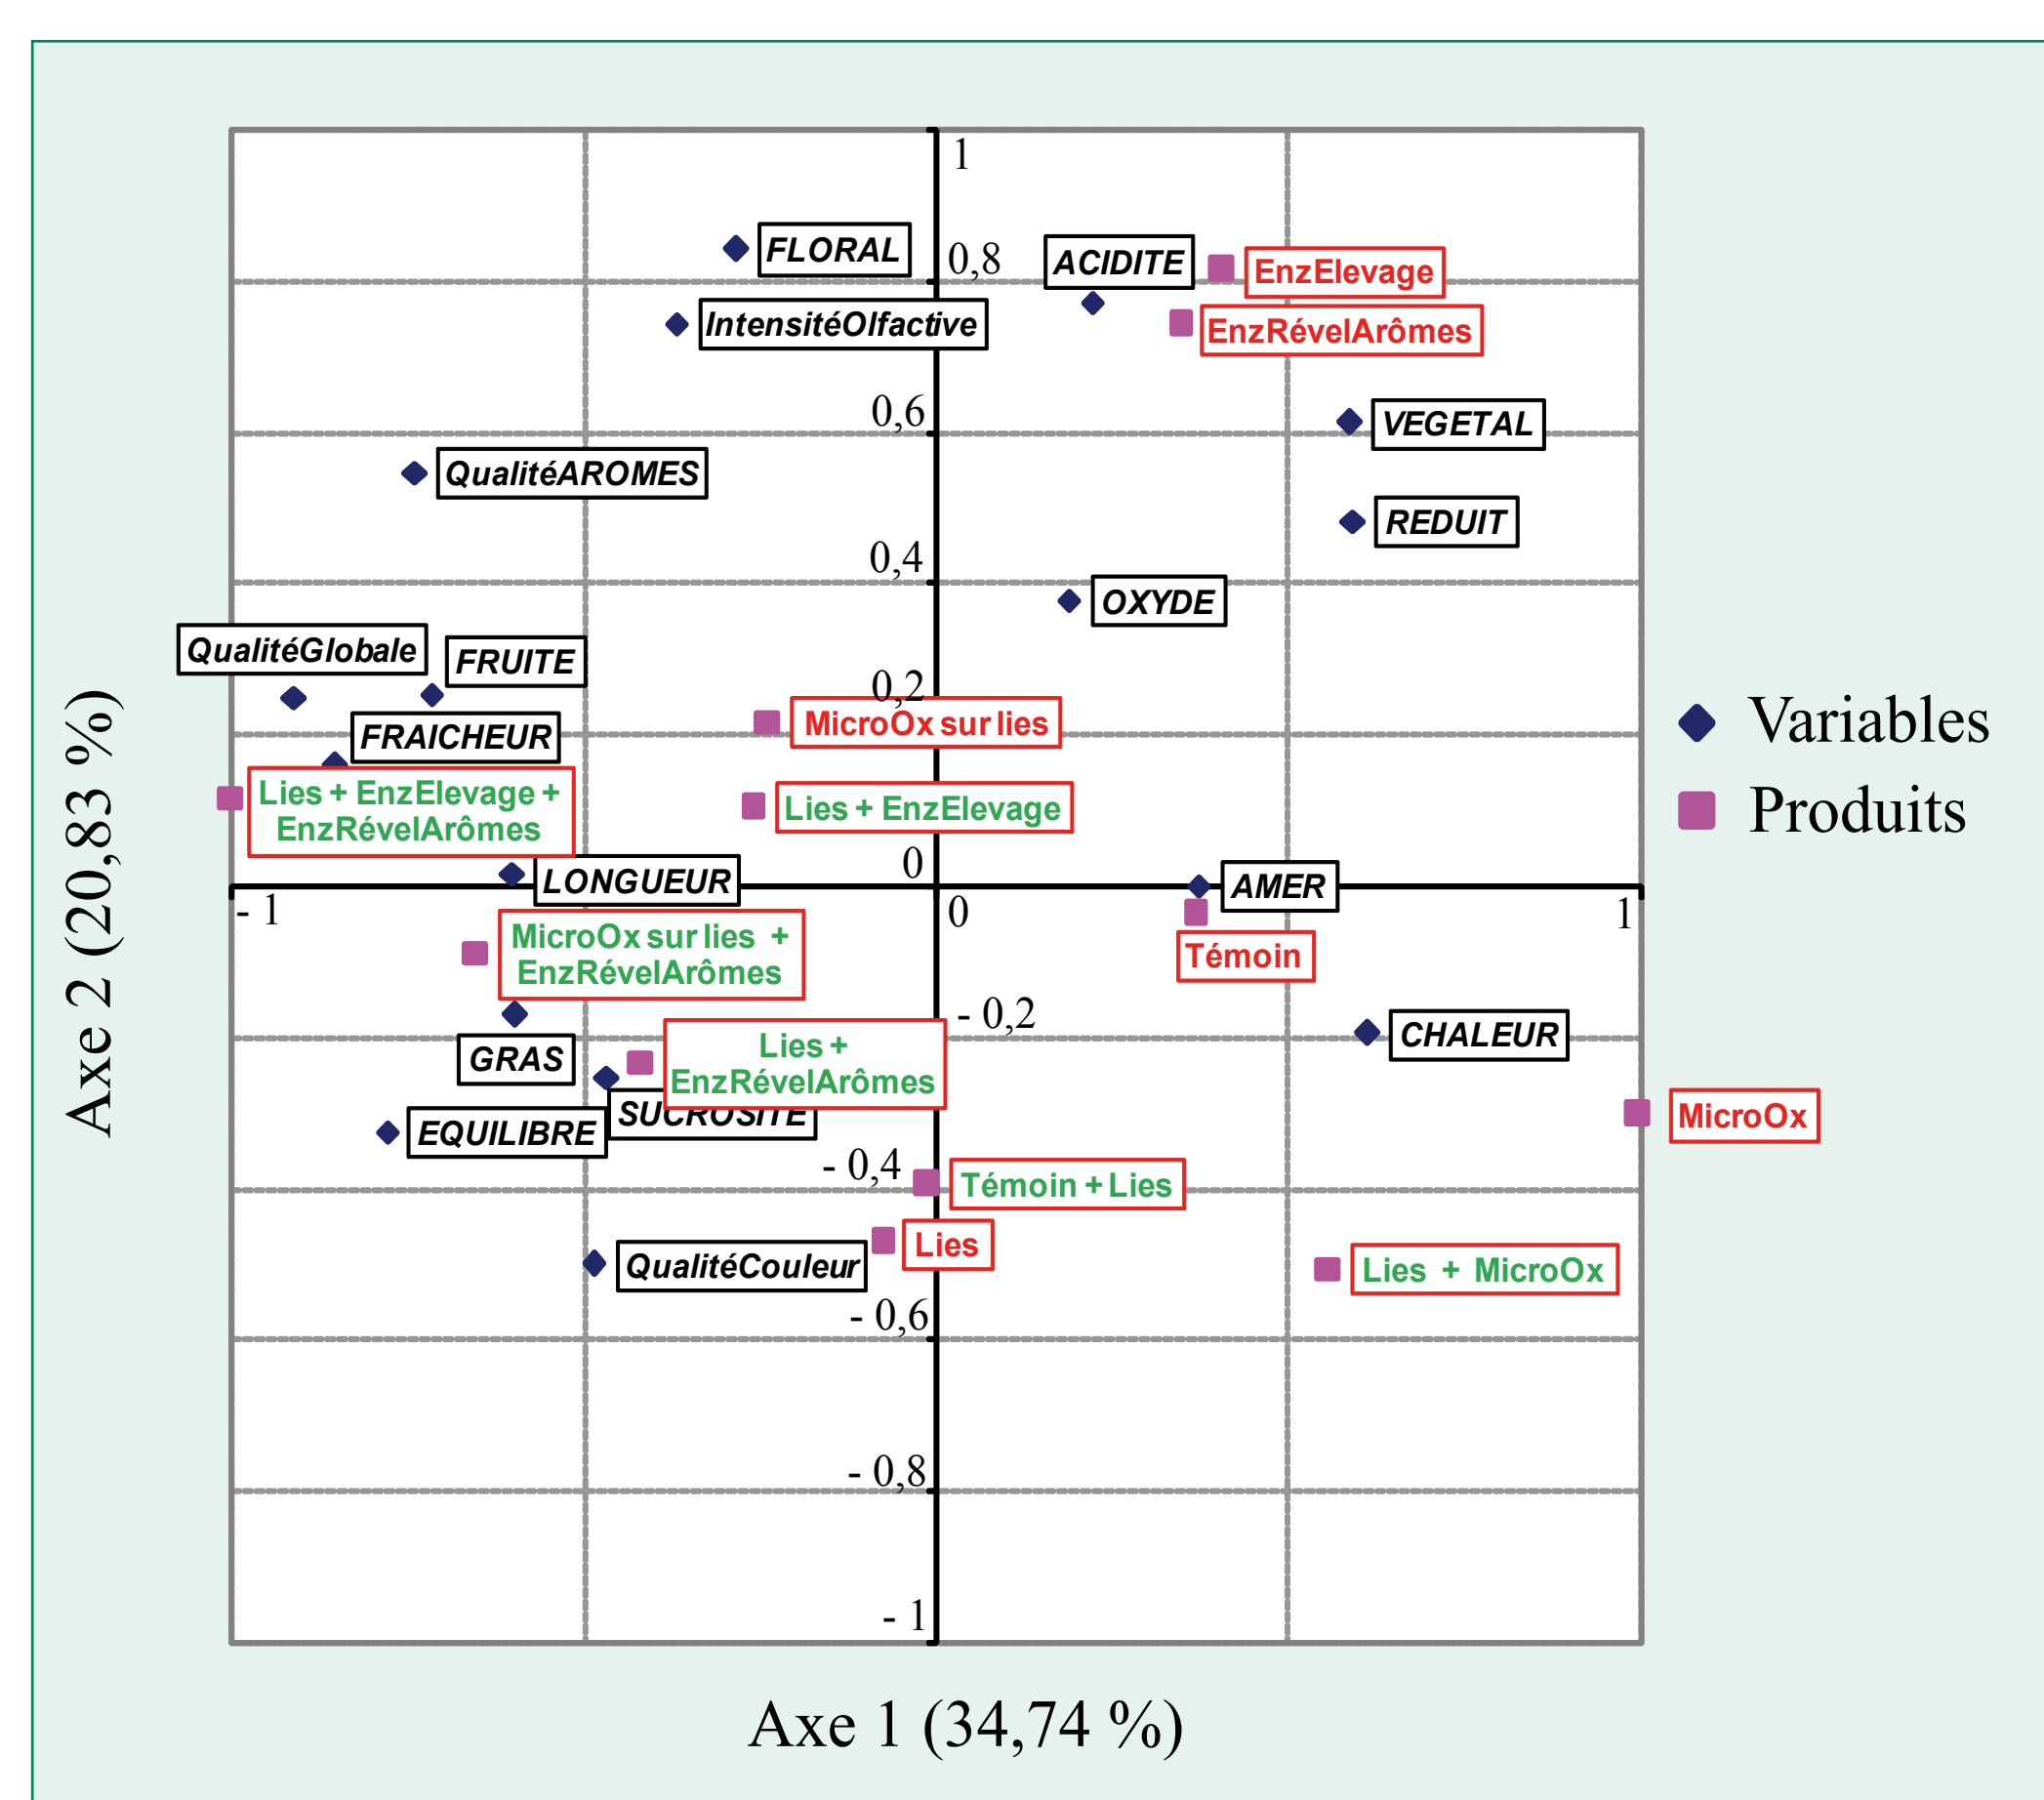 1
FLORAL
ACIDITE
0,8
EnzElevage
IntensitéOlfactive
EnzRévelArômes
0,6
VEGETAL
QualitéAROMES
REDUIT
0,4
OXYDE
QualitéGlobale
FRUITE
0,2
MicroOx sur lies
FRAICHEUR
Variables
Lies + EnzElevage +
EnzRévelArômes
Lies + EnzElevage
Produits
0
LONGUEUR
AMER
- 1
0
1
MicroOx sur lies +
EnzRévelArômes
Témoin
- 0,2
CHALEUR
GRAS
Lies +
EnzRévelArômes
SUCROSITE
MicroOx
EQUILIBRE
- 0,4
Témoin + Lies
Lies
QualitéCouleur
Lies + MicroOx
- 0,6
- 0,8
- 1
Axe 2 (20,83 %)
Axe 1 (34,74 %)